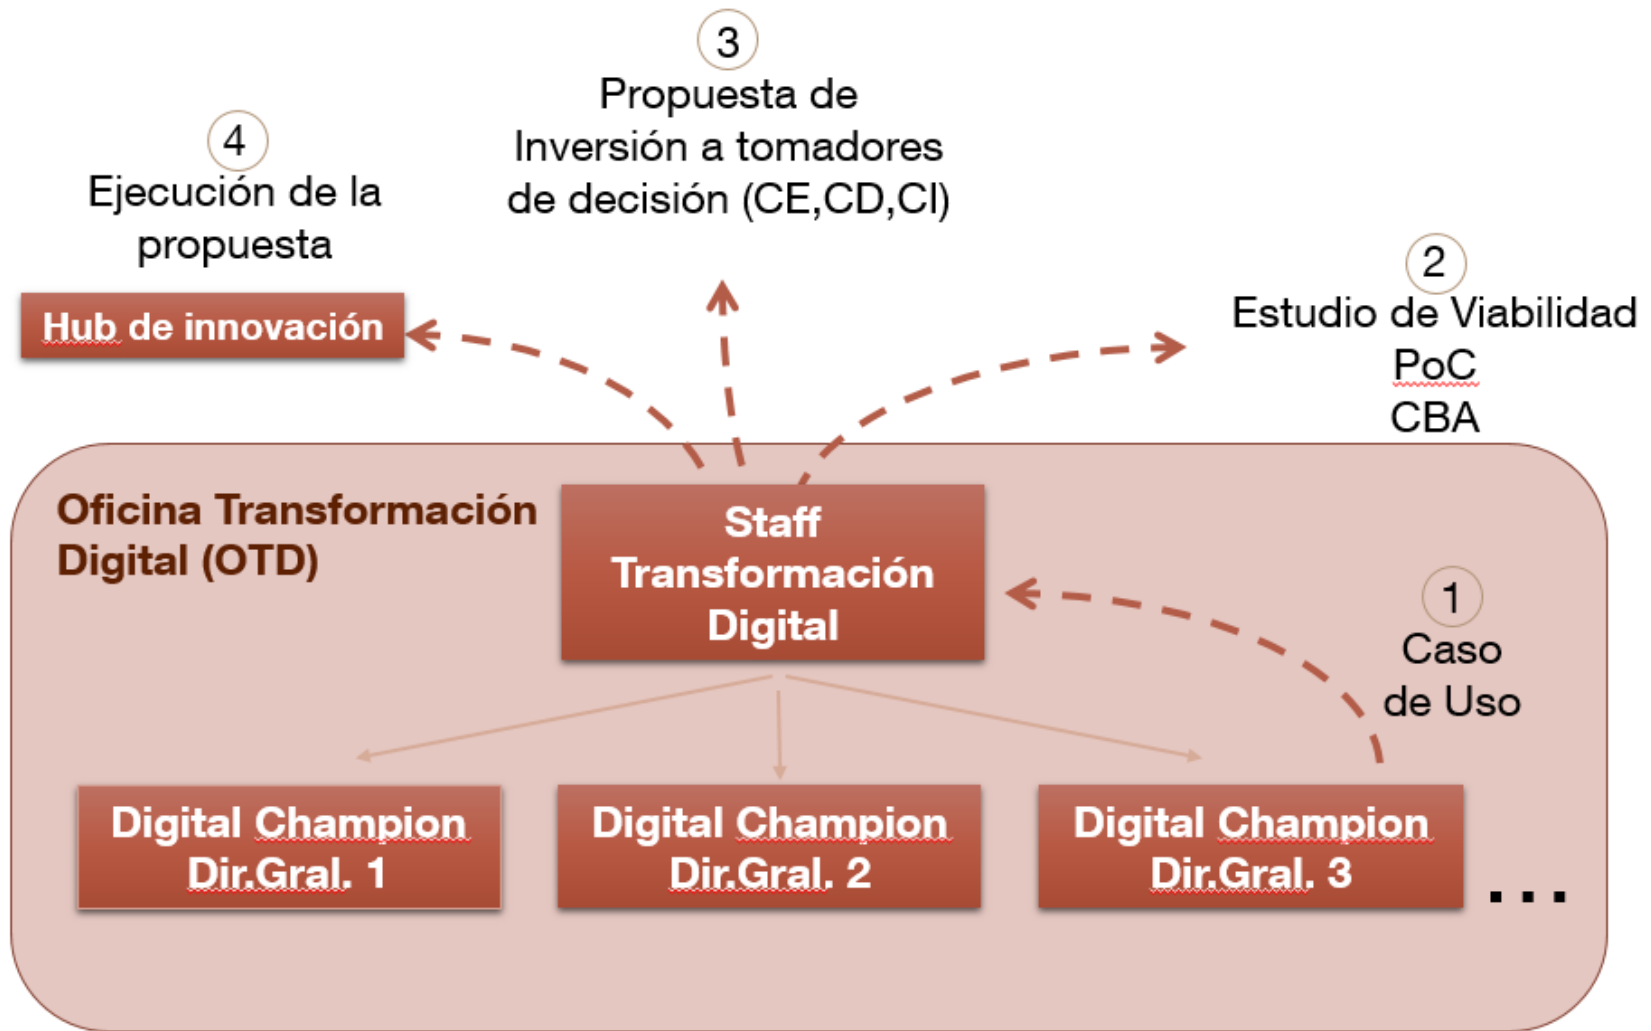 3
Propuesta de
Inversión a tomadores
de decisión (CE,CD,CI)
4
Ejecución de la
propuesta
Hub de innovación
2
Estudio de Viabilidad
PoC
CBA
Oficina Transformación
Digital (OTD)
Staff
Transformación
Digital
1
Caso
de Uso
Digital Champion
Dir.Gral. 1
Digital Champion
Dir.Gral. 2
Digital Champion
Dir.Gral. 3
...